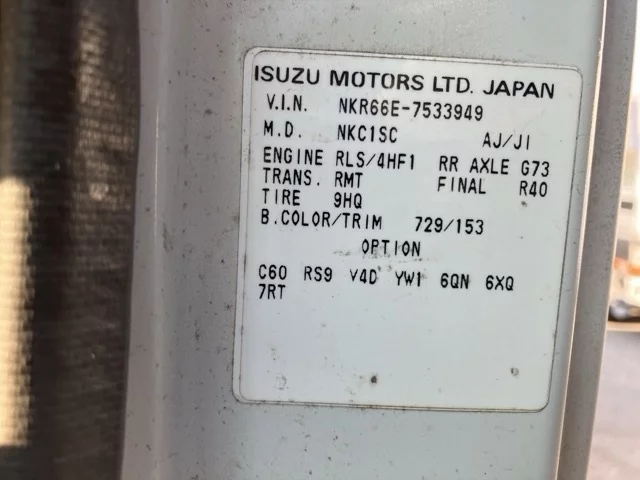 ISUZU MOTORS LTD. JAPAN
V.I.N. NKR66E-7533949
M.D. NKC1SC AJ/JI
ENGINE RLS/4HF1 RR AXLE G73
TRANS. RMT FINAL R40
TIRE 9HQ
B.COLOR/TRIM 729/153
OPTION
C60 RS9 V4D YW1 6QN 6XQ
7RT